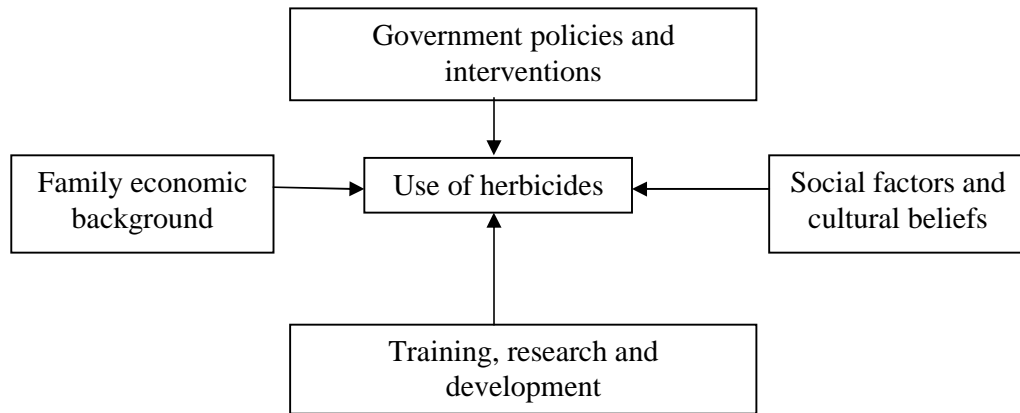 Government policies and
interventions
Family economic
background
Use of herbicides
Social factors and
cultural beliefs
Training, research and
development